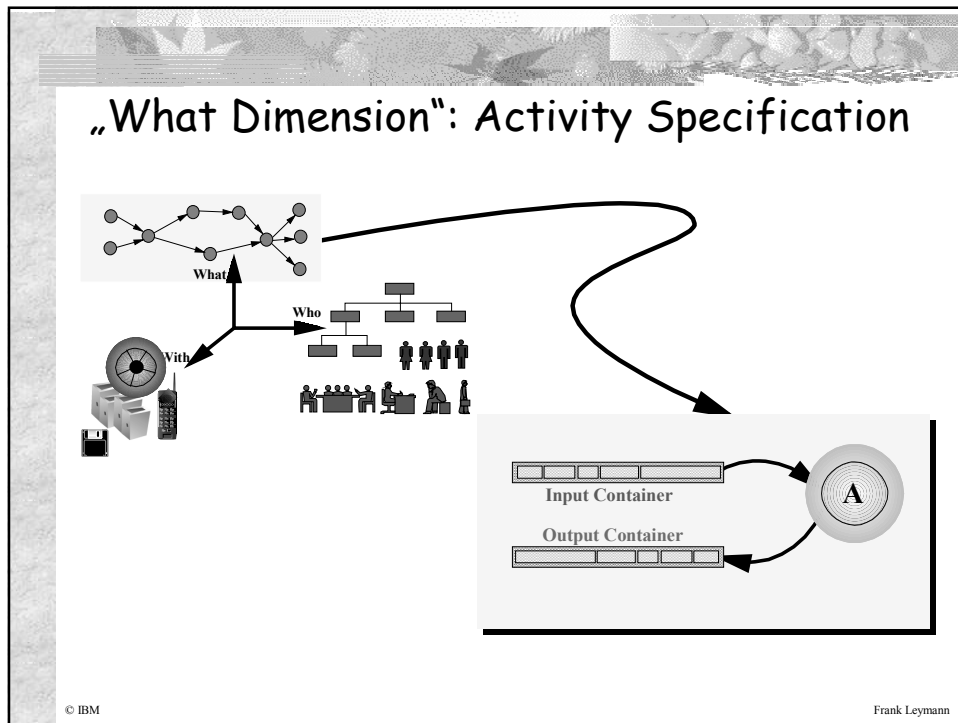 „What Dimension“: Activity Specification
What
Who
With
Input Container
A
Output Container
© IBM
Frank Leymann